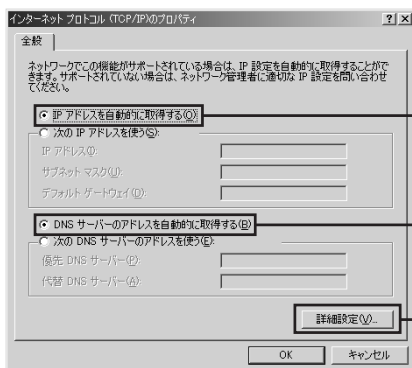 インターネット プロトコル (TCP/IP)のプロパティ
全般
ネットワークでこの機能がサポートされている場合は、IP 設定を自動的に取得することがで
きます。サポートされていない場合は、ネットワーク管理者に適切な IP 設定を問い合わせ
てください。
IP アドレスを自動的に取得する(O)
次の IP アドレスを使う(S):
IP アドレス(I):
サブネット マスク(U):
デフォルト ゲートウェイ(D):
DNS サーバーのアドレスを自動的に取得する(B)
次の DNS サーバーのアドレスを使う(E):
優先 DNS サーバー(P):
代替 DNS サーバー(A):
詳細設定(V)...
OK キャンセル